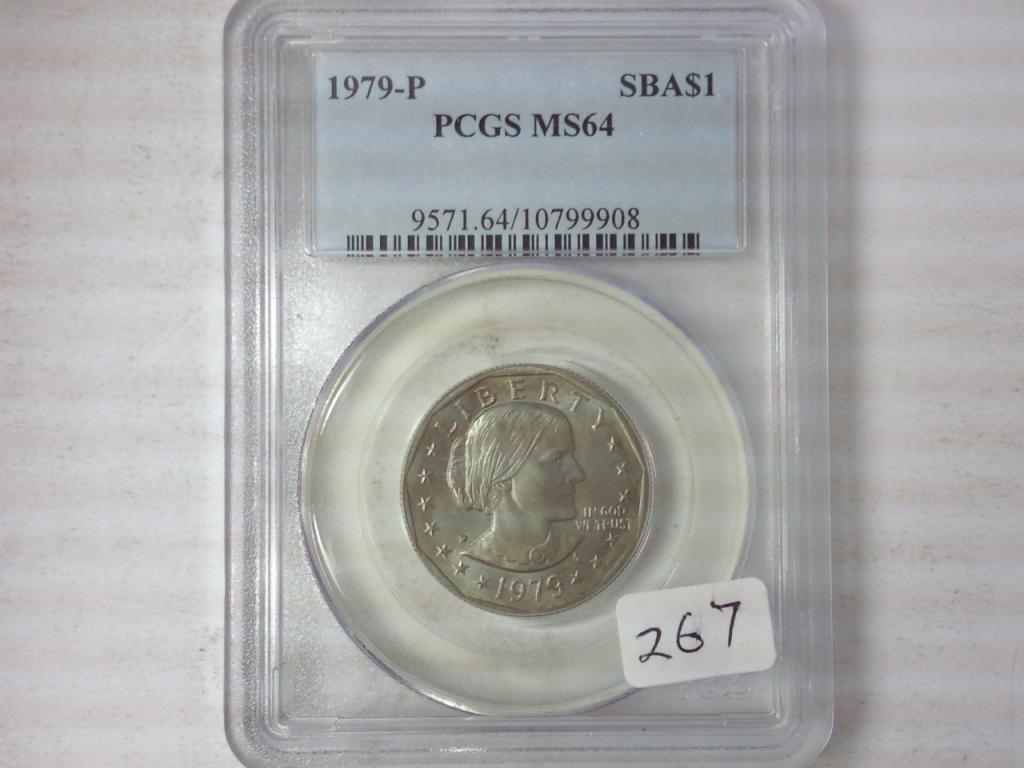 1979-P SBA$1
PCGS MS64
9571.64/10799908
LIBERTY
IN GOD
WE TRUST
P
1979
267